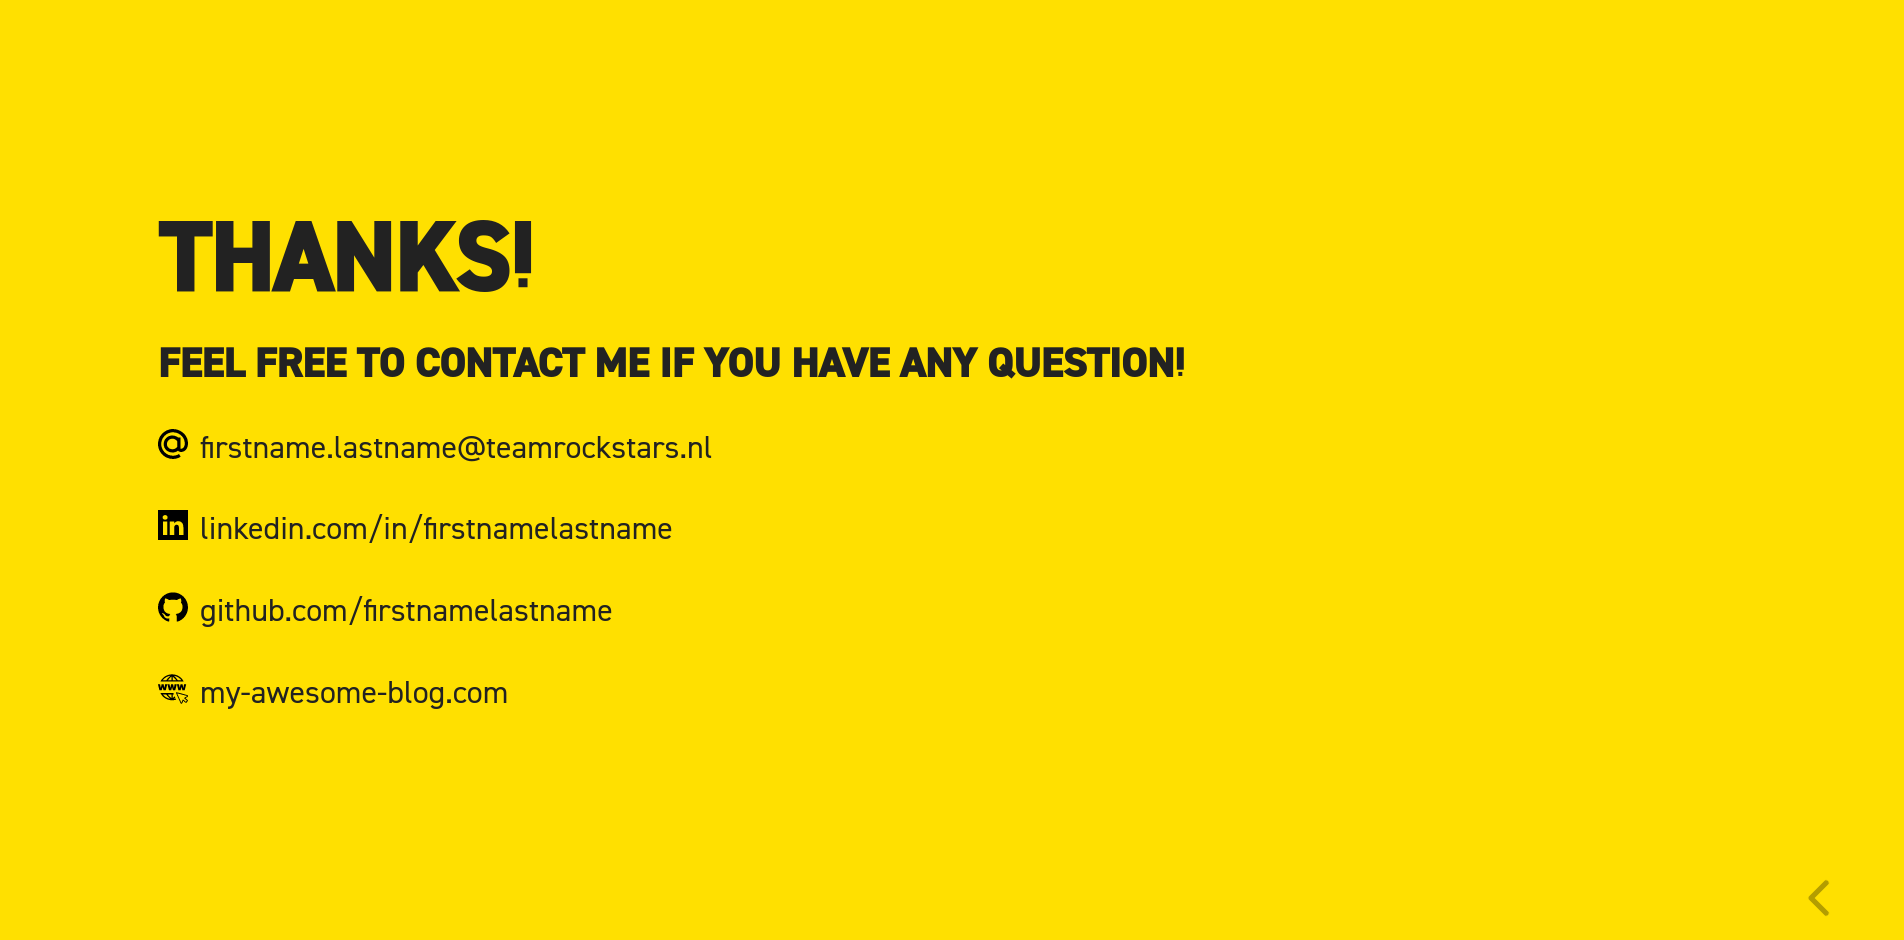 THANKS!
FEEL FREE TO CONTACT ME IF YOU HAVE ANY QUESTION!
firstname.lastname@teamrockstars.nl
in linkedin.com/in/firstnamelastname
github.com/firstnamelastname
www my-awesome-blog.com